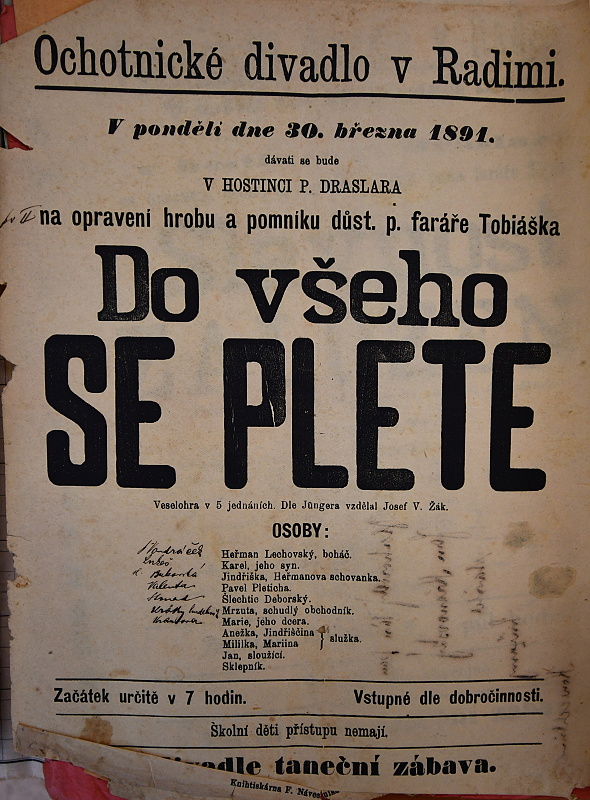 Ochotnické divadlo v Radimi.
V pondělí dne 30. března 1891.
dávati se bude
V HOSTINCI P. DRASLARA
na opravení hrobu a pomníku důst. p. faráře Tobiáška
Do všeho
SE PLETE
Veselohra v 5 jednáních. Dle Jüngera vzdělal Josef V. Žák.
OSOBY:
Heřman Lechovský, boháč.
Karel, jeho syn.
Jindřiška, Heřmanova schovanka.
Pavel Pleticha.
Šlechtic Deborský.
Mrzuta, schudlý obchodník.
Marie, jeho dcera.
Anežka, Jindřiščina
Mililka, Mariina } služka.
Jan, sloužící.
Sklepník.
Začátek určitě v 7 hodin. Vstupné dle dobročinnosti.
Školní děti přístupu nemají.
divadle taneční zábava.
Knihtiskárna F.